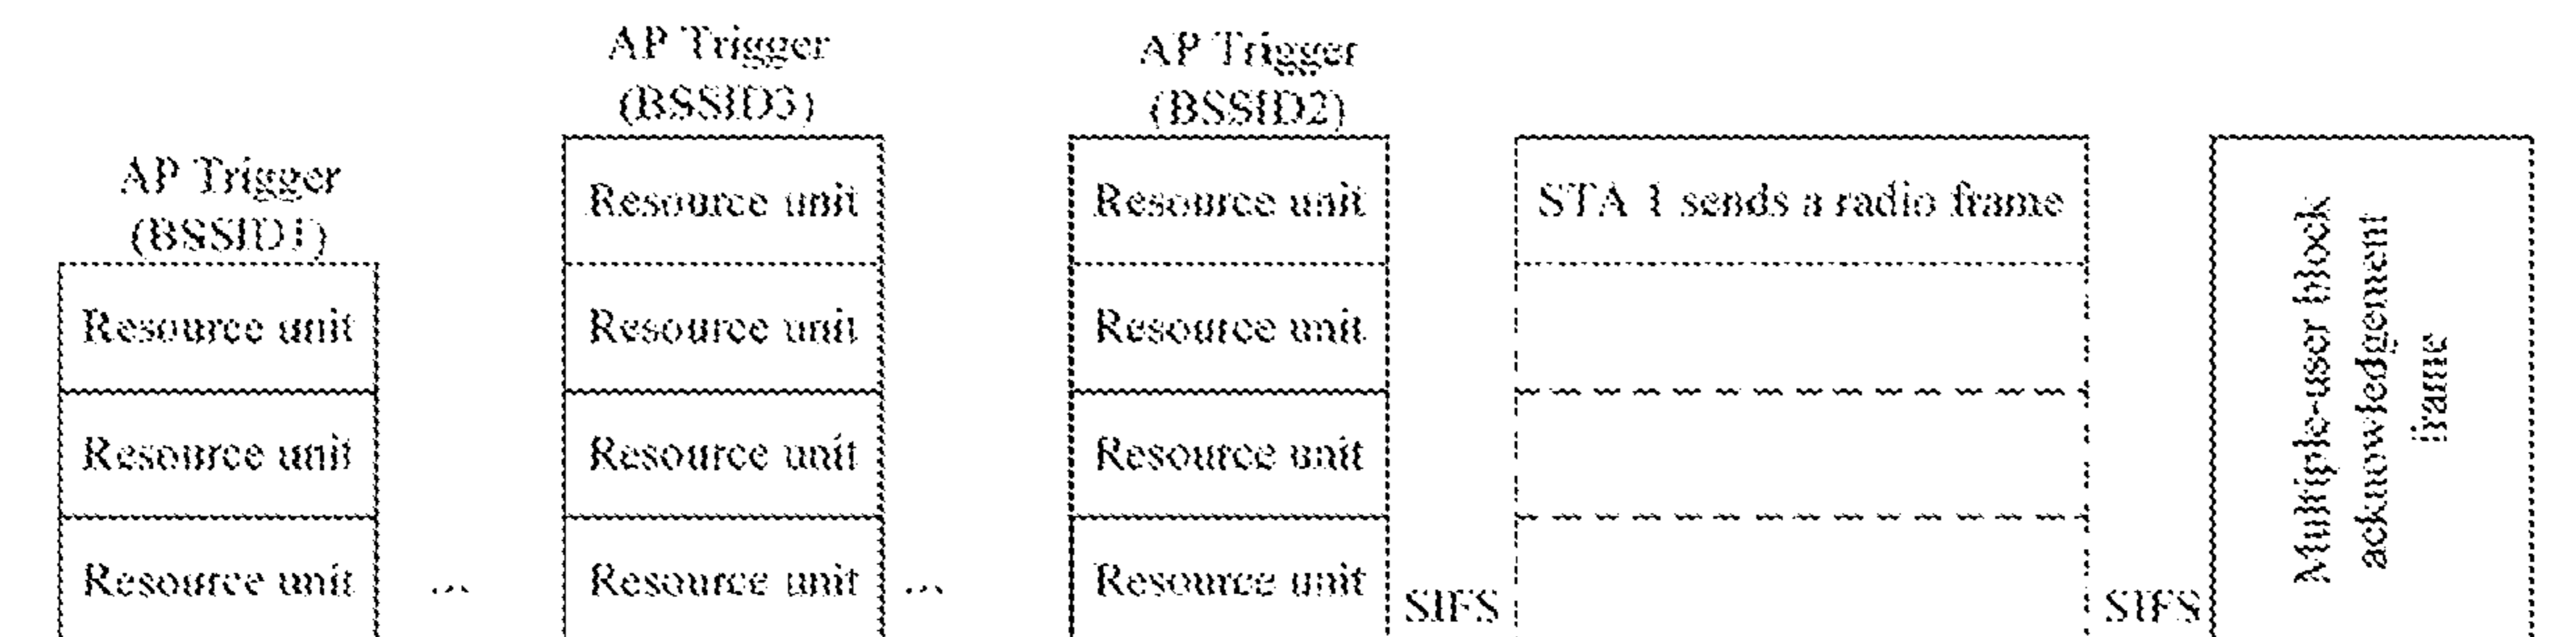 AP Trigger
(BSSID1)
Resource unit
Resource unit
Resource unit
...
AP Trigger
(BSSID3)
Resource unit
Resource unit
Resource unit
Resource unit
...
AP Trigger
(BSSID2)
Resource unit
Resource unit
Resource unit
Resource unit
SIFS
STA 1 sends a radio frame
SIFS
Multiple-user block
acknowledgement
frame